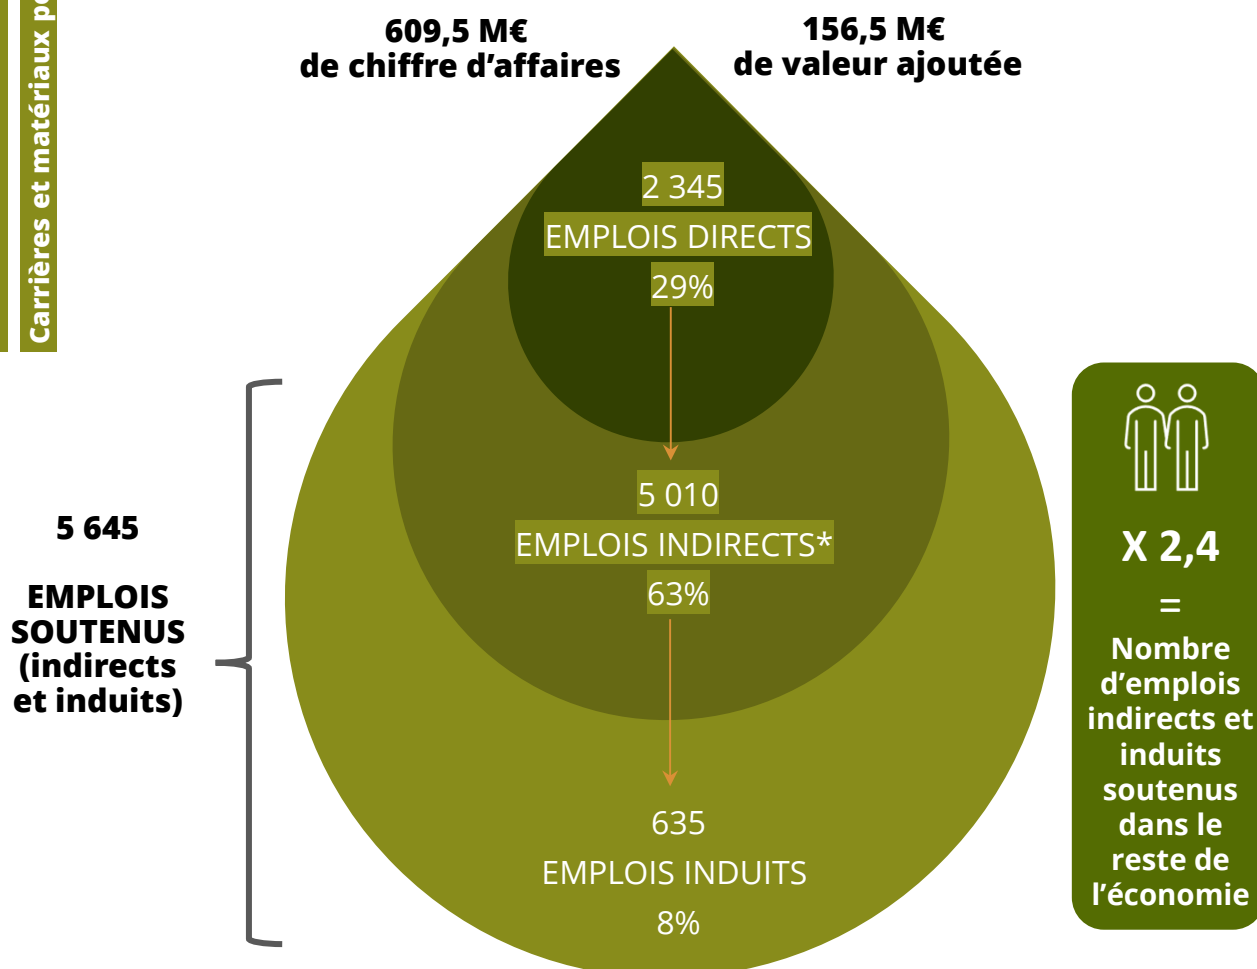 Carrières et matériaux
609,5 M€
de chiffre d’affaires
156,5 M€
de valeur ajoutée
2 345
EMPLOIS DIRECTS
29%
5 010
EMPLOIS INDIRECTS*
63%
635
EMPLOIS INDUITS
8%
5 645
EMPLOIS
SOUTENUS
(indirects
et induits)
X 2,4
=
Nombre
d’emplois
indirects et
induits
soutenus
dans le
reste de
l’économie